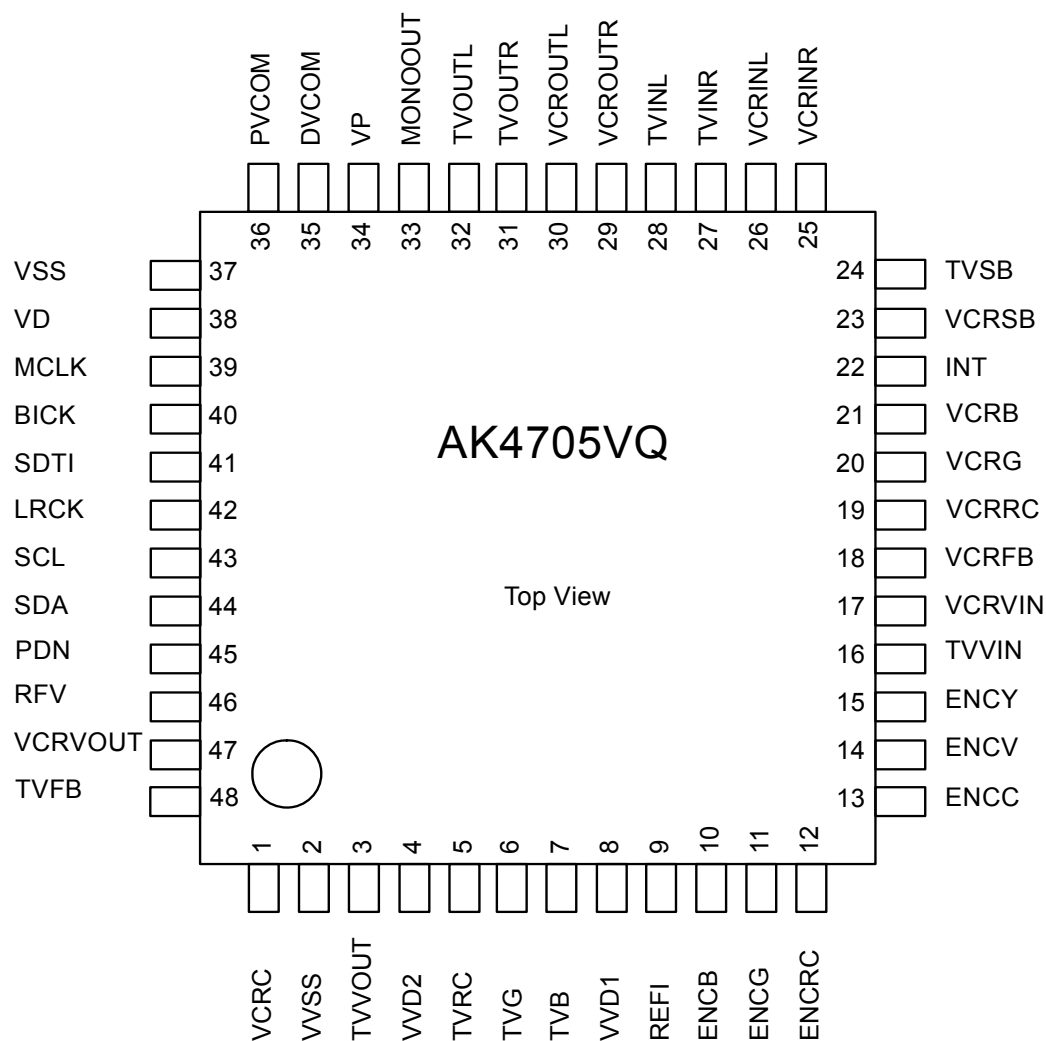 PVCOM
DVCOM
VP
MONOOUT
TVOUTL
TVOUTR
VCROUTL
VCROUTR
TVINL
TVINR
VCRINL
VCRINR
36
35
34
33
32
31
30
29
28
27
26
25
VSS 37
VD 38
MCLK 39
BICK 40
SDTI 41
LRCK 42
SCL 43
SDA 44
PDN 45
RFV 46
VCRVOUT 47
TVFB 48
AK4705VQ
Top View
24 TVSB
23 VCRSB
22 INT
21 VCRB
20 VCRG
19 VCRRC
18 VCRFB
17 VCRVIN
16 TVVIN
15 ENCY
14 ENCV
13 ENCC
1
2
3
4
5
6
7
8
9
10
11
12
VCRC
VVSS
TVVOUT
VVD2
TVRC
TVG
TVB
VVD1
REFI
ENCB
ENCG
ENCRC